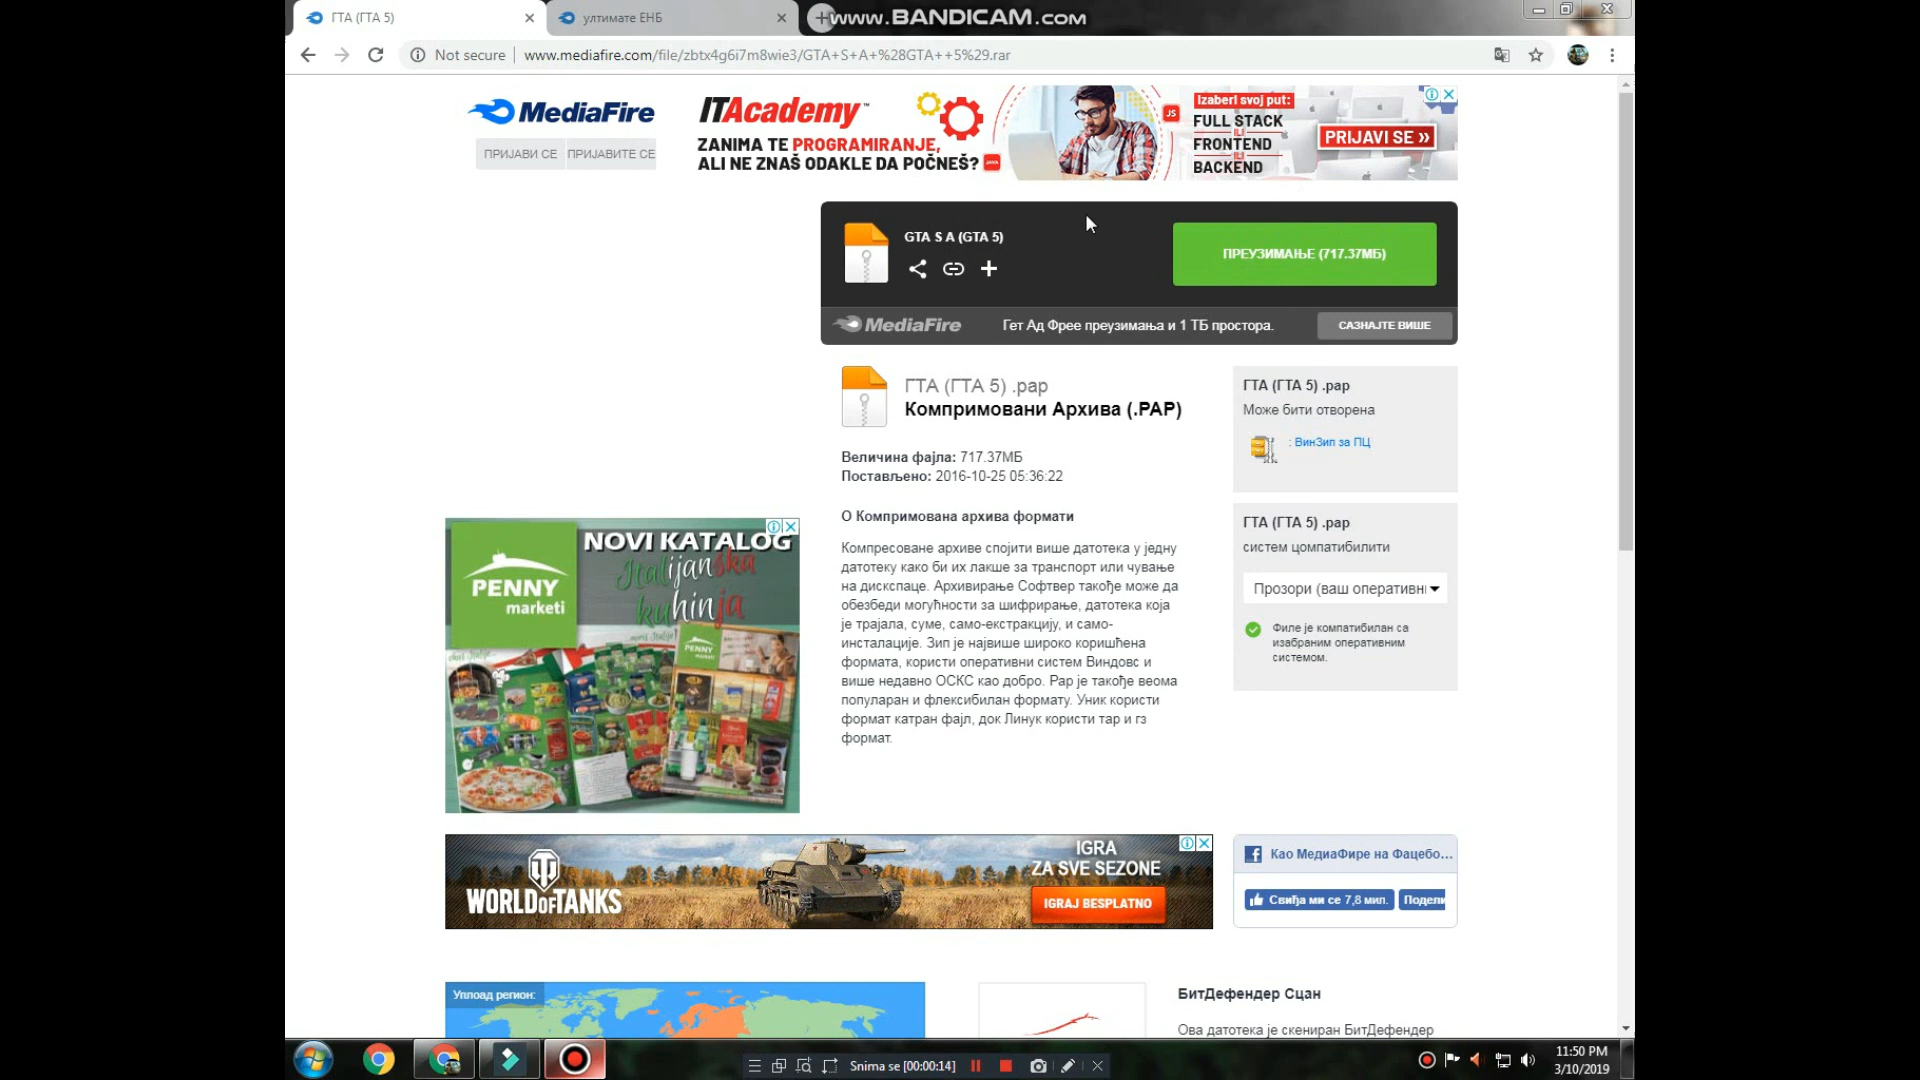 ГТА (ГТА 5)
ултимате ЕНБ
www.BANDICAM.com
Not secure
www.mediafire.com/file/zbtx4g6i7m8wie3/GTA+S+A+%28GTA++5%29.rar
MediaFire
ПРИЈАВИ СЕ
ПРИЈАВИТЕ СЕ
ITAcademy™
ZANIMA TE PROGRAMIRANJE,
ALI NE ZNAŠ ODAKLE DA POČNEŠ?
JAVA
JS
Izaberi svoj put:
FULL STACK
ILI
FRONTEND
ILI
BACKEND
PRIJAVI SE »
GTA S A (GTA 5)
ПРЕУЗИМАЊЕ (717.37МБ)
MediaFire
Гет Ад Фрее преузимања и 1 ТБ простора.
САЗНАЈТЕ ВИШЕ
ГТА (ГТА 5) .рар
Компримовани Архива (.РАР)
Величина фајла: 717.37МБ
Постављено: 2016-10-25 05:36:22
О Компримована архива формати
Компресоване архиве спојити више датотека у једну
датотеку како би их лакше за транспорт или чување
на дискспаце. Архивирање Софтвер такође може да
обезбеди могућности за шифрирање, датотека која
је трајала, суме, само-екстракцију, и само-
инсталације. Зип је највише широко коришћена
формата, користи оперативни систем Виндовс и
више недавно ОСКС као добро. Рар је такође веома
популаран и флексибилан формату. Уник користи
формат катран фајл, док Линук користи тар и гз
формат.
ГТА (ГТА 5) .рар
Може бити отворена
: ВинЗип за ПЦ
ГТА (ГТА 5) .рар
систем цомпатибилити
Прозори (ваш оперативни
Филе је компатибилан са
изабраним оперативним
системом.
PENNY
marketi
NOVI KATALOG
Italijanska
kuhinja
PENNY
WORLD OF TANKS
IGRA
ZA SVE SEZONE
IGRAJ BESPLATNO
Као МедиаФире на Фацебо...
Свиђа ми се 7,8 мил.
Подели
Уплоад регион:
БитДефендер Сцан
Ова датотека је скениран БитДефендер
Snima se [00:00:14]
11:50 PM
3/10/2019